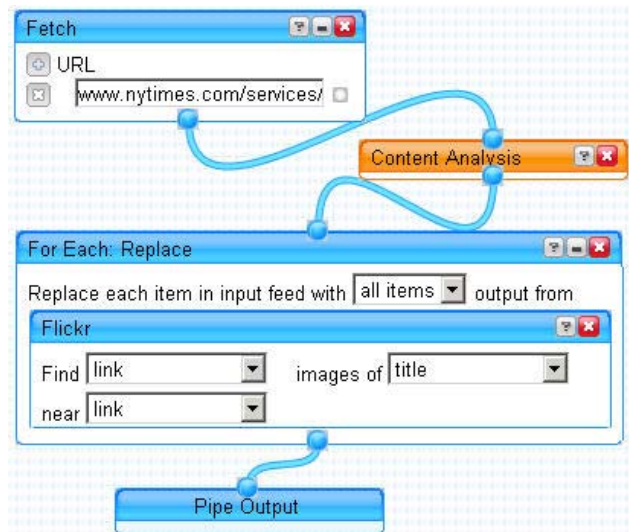 Fetch
URL
www.nytimes.com/services/
Content Analysis
For Each: Replace
Replace each item in input feed with all items output from
Flickr
Find link images of title
near link
Pipe Output